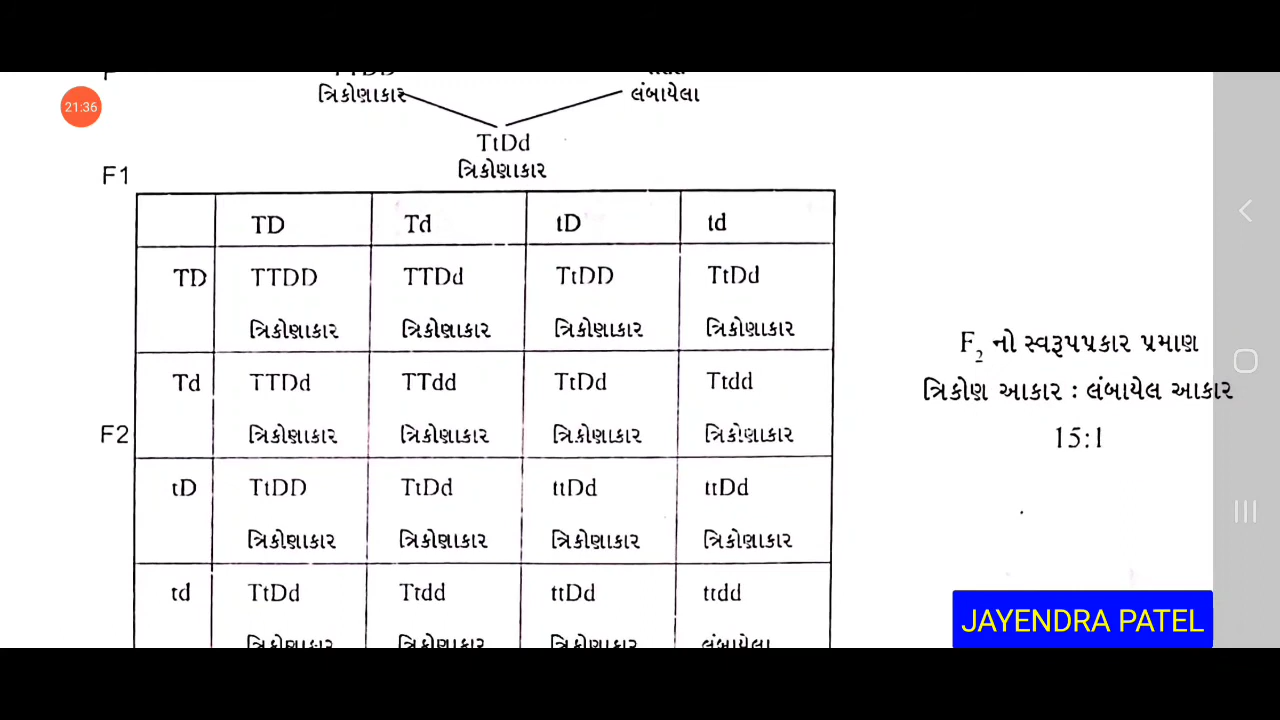 21:36
ત્રિકોણાકાર લંબાયેલા
TtDd
ત્રિકોણાકાર
F1
TD Td tD td
TD TTDD TTDd TtDD TtDd
ત્રિકોણાકાર ત્રિકોણાકાર ત્રિકોણાકાર ત્રિકોણાકાર
F₂ નો સ્વરૂપપ્રકાર પ્રમાણ
Td TTDd TTdd TtDd Ttdd
ત્રિકોણ આકાર : લંબાયેલ આકાર
F2 ત્રિકોણાકાર ત્રિકોણાકાર ત્રિકોણાકાર ત્રિકોણાકાર
15:1
tD TtDD TtDd ttDd ttDd
ત્રિકોણાકાર ત્રિકોણાકાર ત્રિકોણાકાર ત્રિકોણાકાર
td TtDd Ttdd ttDd ttdd
ત્રિકોણાકાર ત્રિકોણાકાર ત્રિકોણાકાર લંબાયેલા
JAYENDRA PATEL